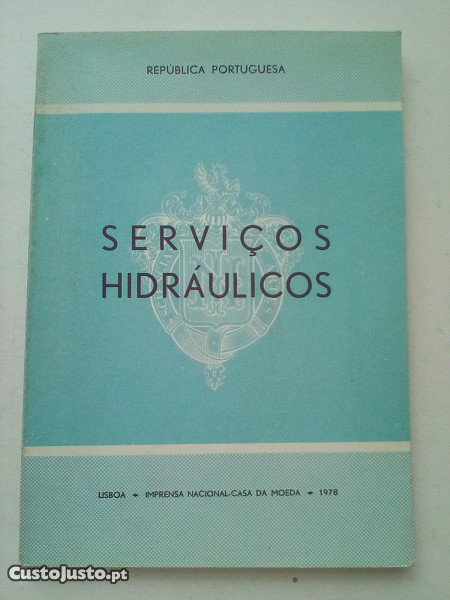 REPÚBLICA PORTUGUESA
SERVIÇOS
HIDRÁULICOS
LISBOA • IMPRENSA NACIONAL-CASA DA MOEDA • 1978
CustoJusto.pt